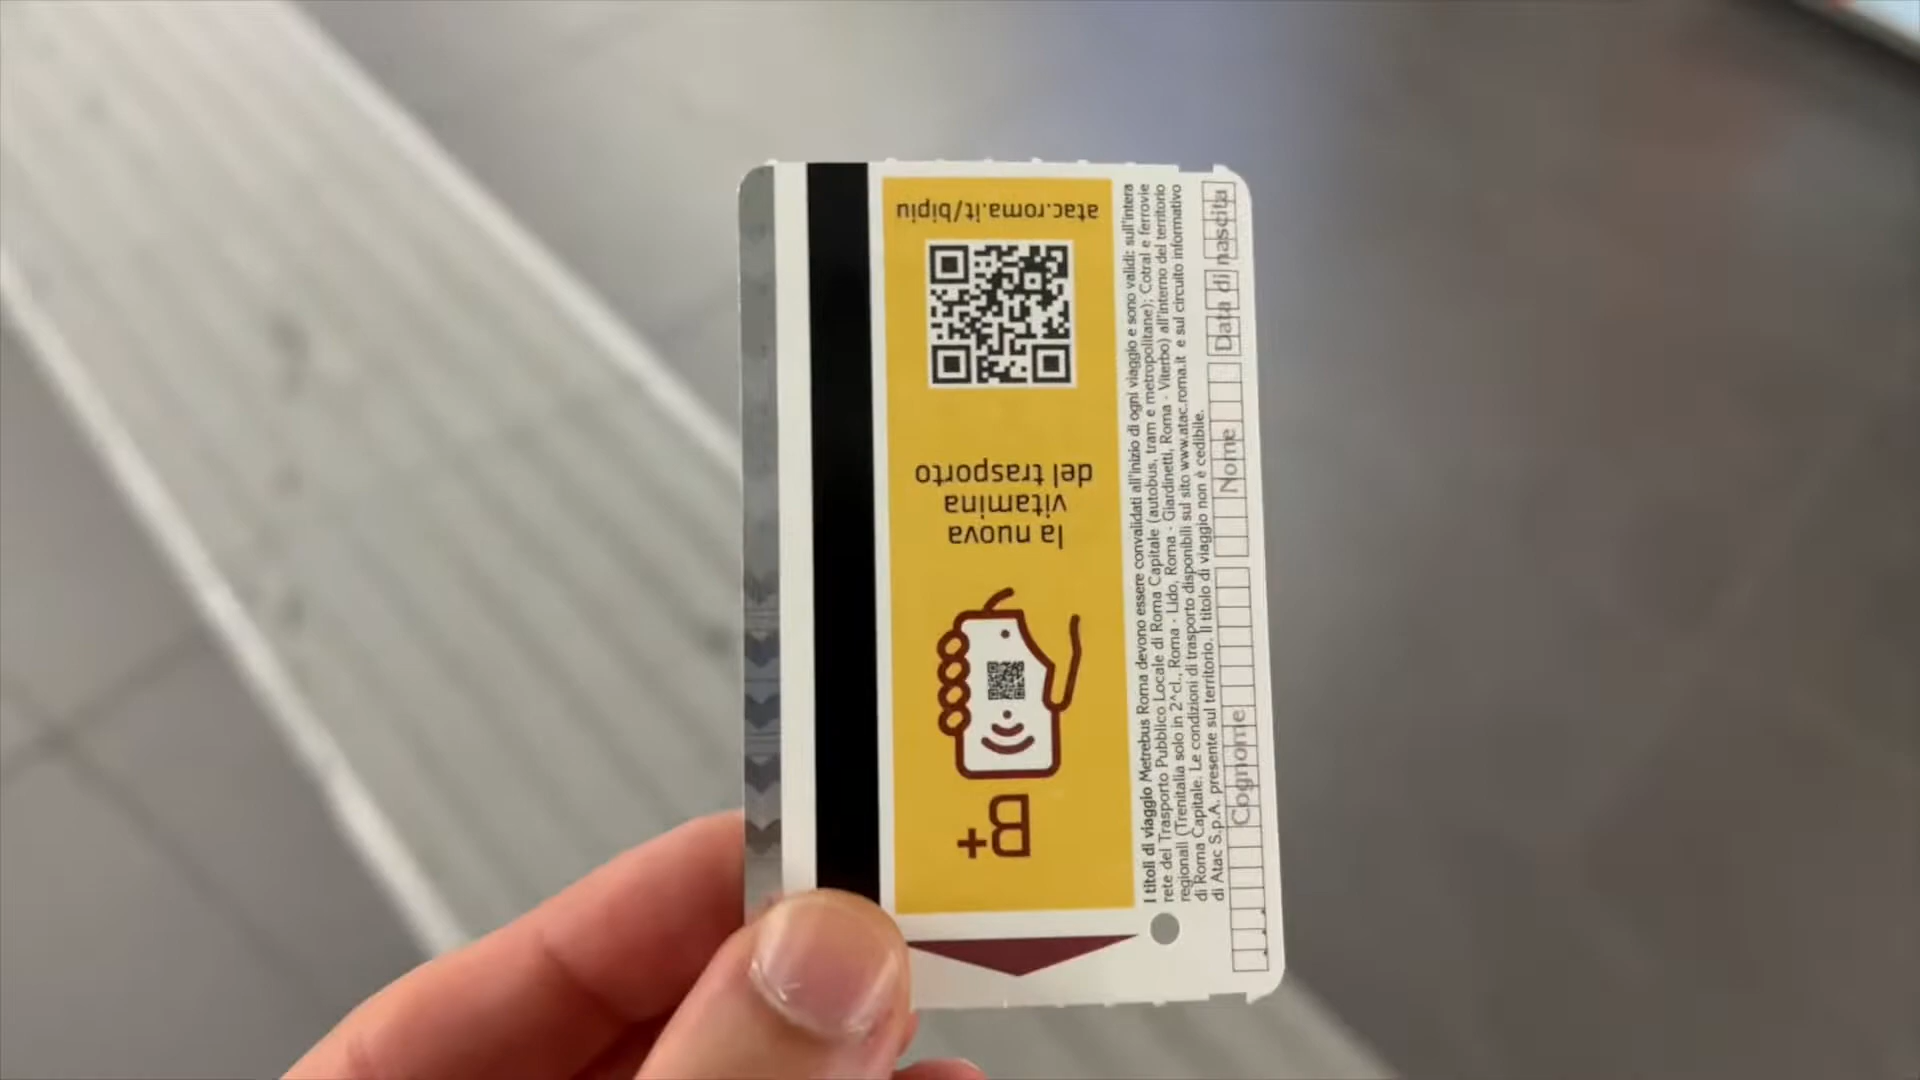 B+
la nuova
vitamina
del trasporto
atac.roma.it/bipiu
I titoli di viaggio Metrebus Roma devono essere convalidati all'inizio di ogni viaggio e sono validi: sull'intera
rete del Trasporto Pubblico Locale di Roma Capitale (autobus, tram e metropolitane); Cotral e ferrovie
regionali (Trenitalia solo in 2^cl., Roma - Lido, Roma - Giardinetti, Roma - Viterbo) all'interno del territorio
di Roma Capitale. Le condizioni di trasporto disponibili sul sito www.atac.roma.it e sul circuito informativo
di Atac S.p.A. presente sul territorio. Il titolo di viaggio non è cedibile.
Cognome Nome Data di nascita